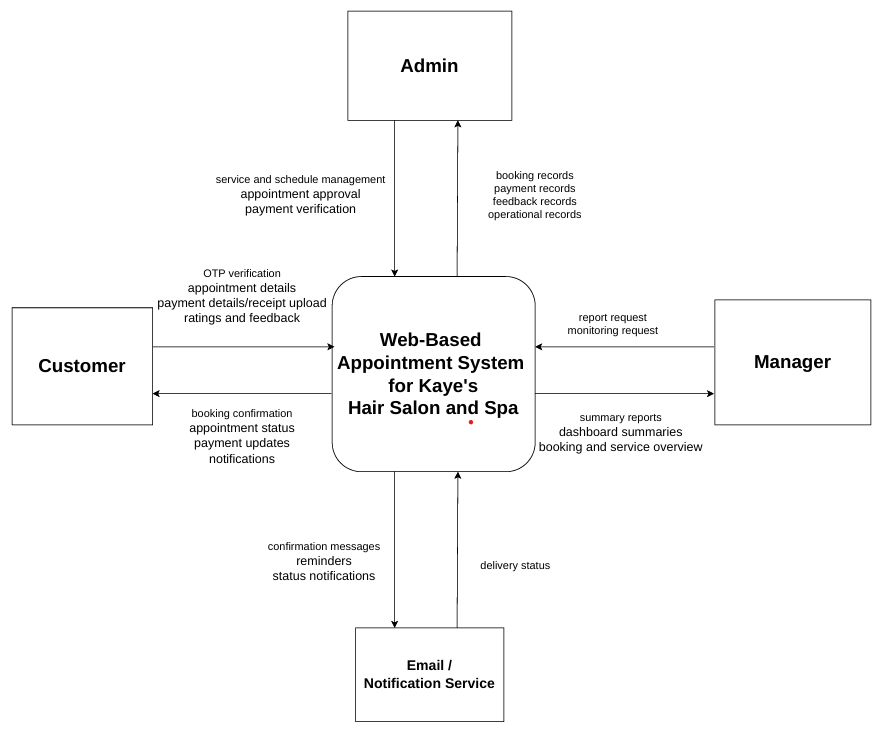 Admin
service and schedule management
appointment approval
payment verification
booking records
payment records
feedback records
operational records
OTP verification
appointment details
payment details/receipt upload
ratings and feedback
Customer
booking confirmation
appointment status
payment updates
notifications
Web-Based
Appointment System
for Kaye's
Hair Salon and Spa
report request
monitoring request
Manager
summary reports
dashboard summaries
booking and service overview
confirmation messages
reminders
status notifications
delivery status
Email /
Notification Service